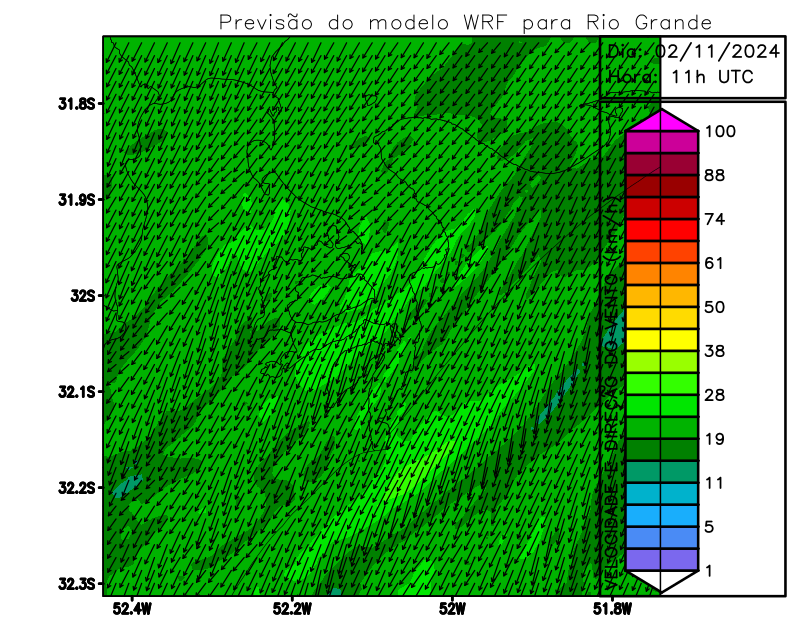 Previsão do modelo WRF para Rio Grande
Dia: 02/11/2024
Hora: 11h UTC
31.8S
31.9S
32S
32.1S
32.2S
32.3S
52.4W
52.2W
52W
51.8W
VELOCIDADE E DIREÇÃO DO VENTO (km/h)
100
88
74
61
50
38
28
19
11
5
1